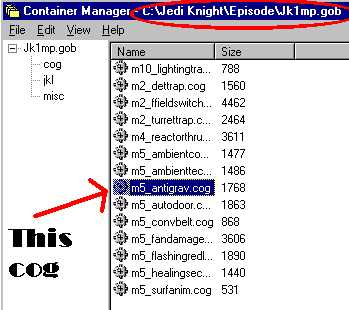 Container Manager - C:\Jedi Knight\Episode\Jk1mp.gob
File Edit View Help
Jk1mp.gob
cog
jkl
misc
Name Size
m10_lightingtra... 788
m2_dettrap.cog 1560
m2_ffieldswitch... 4462
m2_turrettrap.c... 2464
m4_reactorthru... 3611
m5_ambientco... 1477
m5_ambienttec... 1486
m5_antigrav.cog 1768
m5_autodoor.c... 1863
m5_convbelt.cog 868
m5_fandamage... 3606
m5_flashingredl... 1890
m5_healingsec... 1440
m5_surfanim.cog 531
This
cog